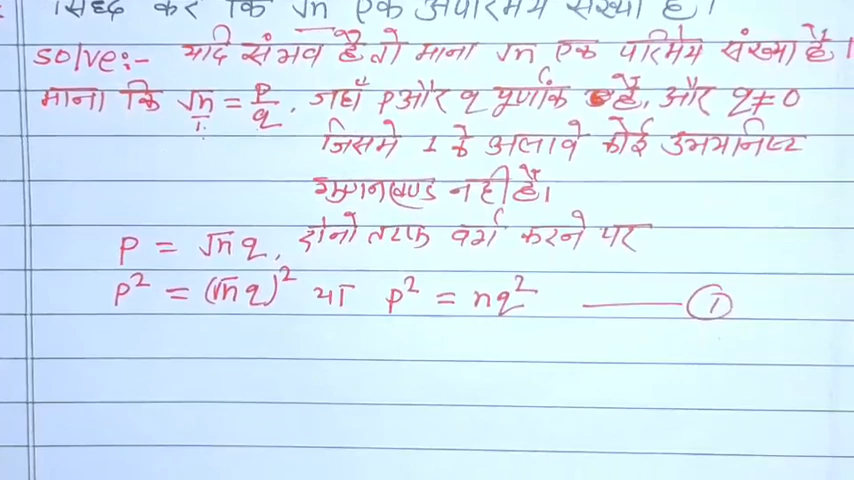 सिद्ध करें कि √n एक अपरिमेय संख्या है।
solve:- यदि संभव है तो माना √n एक परिमेय संख्या है।
माना कि √n/1 = p/q, जहाँ p और q पूर्णांक है, और q ≠ 0
जिसमे 1 के अलावे कोई उभयनिष्ट
गुणनखण्ड नहीं है।
p = √n q, दोनो तरफ वर्ग करने पर
p² = (√n q)² या p² = nq² ——— ①